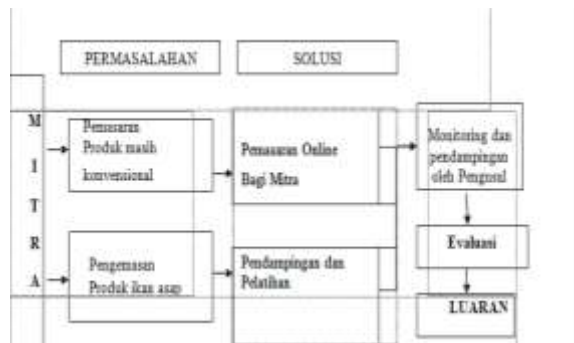 PERMASALAHAN
SOLUSI
M
I
T
R
A
Pemasaran
Produk masih
konvensional
Pemasaran Online
Bagi Mitra
Monitoring dan
pendampingan
oleh Pengusul
Pengemasan
Produk ikan asap
Pendampingan dan
Pelatihan
Evaluasi
LUARAN